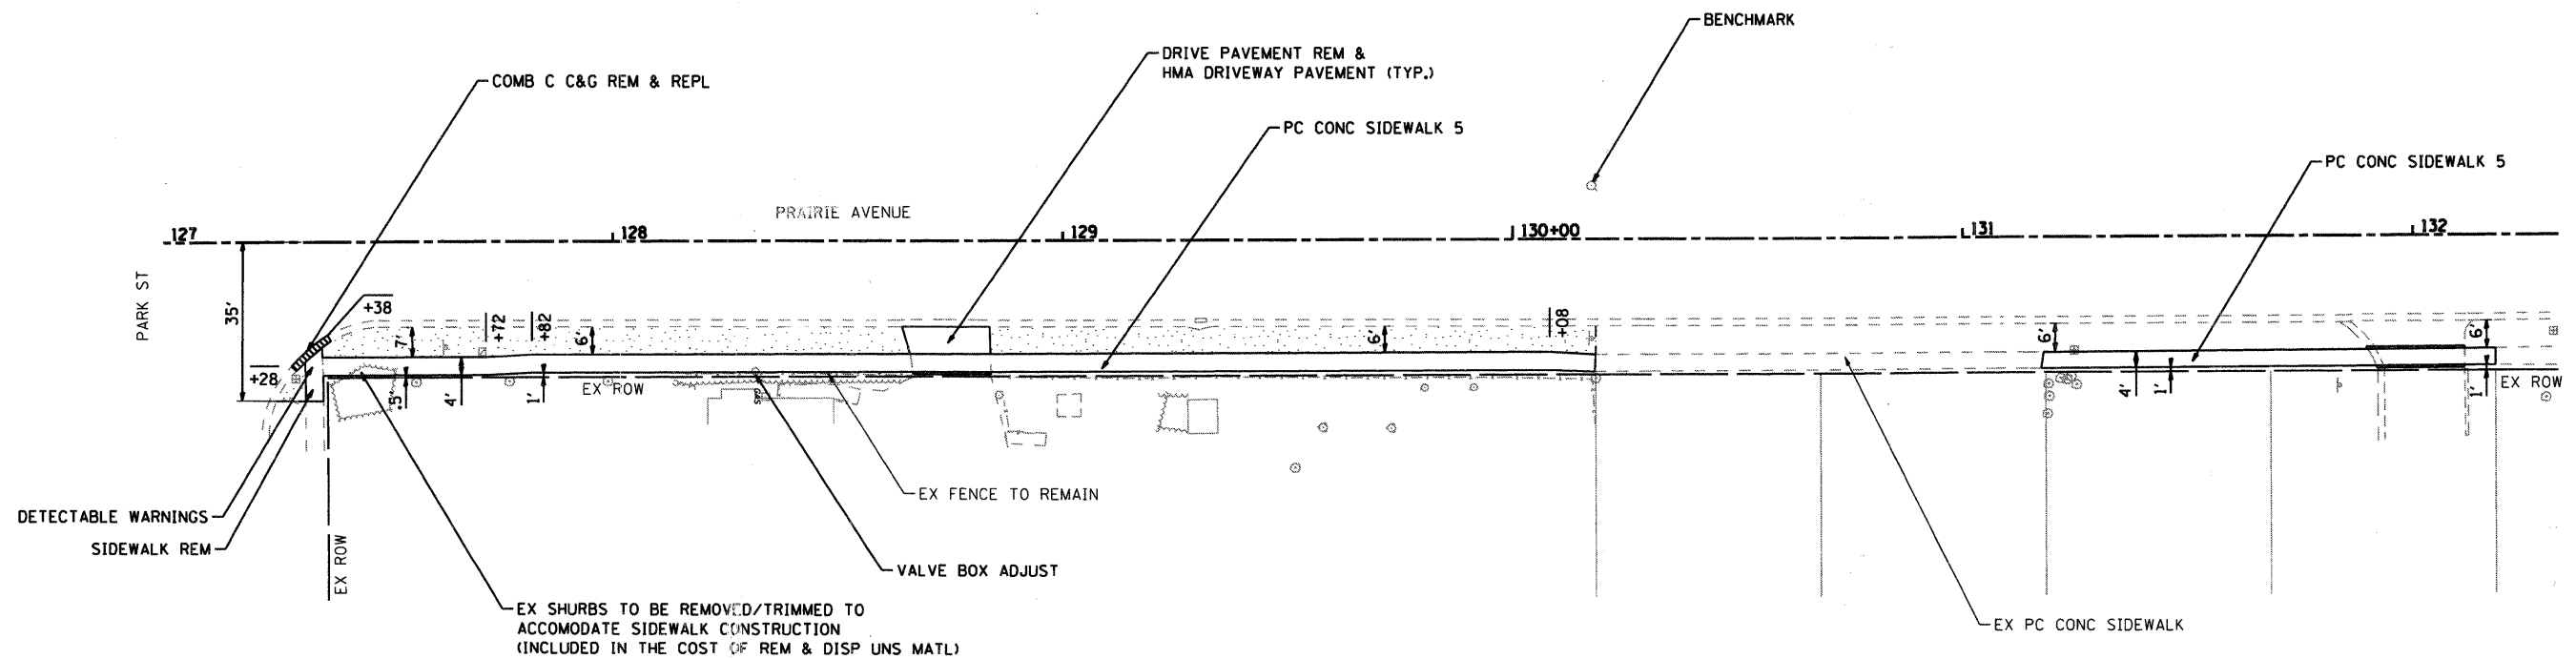 BENCHMARK
DRIVE PAVEMENT REM &
HMA DRIVEWAY PAVEMENT (TYP.)
COMB C C&G REM & REPL
PC CONC SIDEWALK 5
PC CONC SIDEWALK 5
PRAIRIE AVENUE
127
128
129
130+00
131
132
PARK ST
35'
+38
+28
7'
+72
+82
6'
6'
+08
6'
6'
.5'
4'
1'
EX ROW
GAS
4'
1'
1'
EX ROW
EX FENCE TO REMAIN
DETECTABLE WARNINGS
SIDEWALK REM
EX ROW
VALVE BOX ADJUST
EX SHURBS TO BE REMOVED/TRIMMED TO
ACCOMODATE SIDEWALK CONSTRUCTION
(INCLUDED IN THE COST OF REM & DISP UNS MATL)
EX PC CONC SIDEWALK